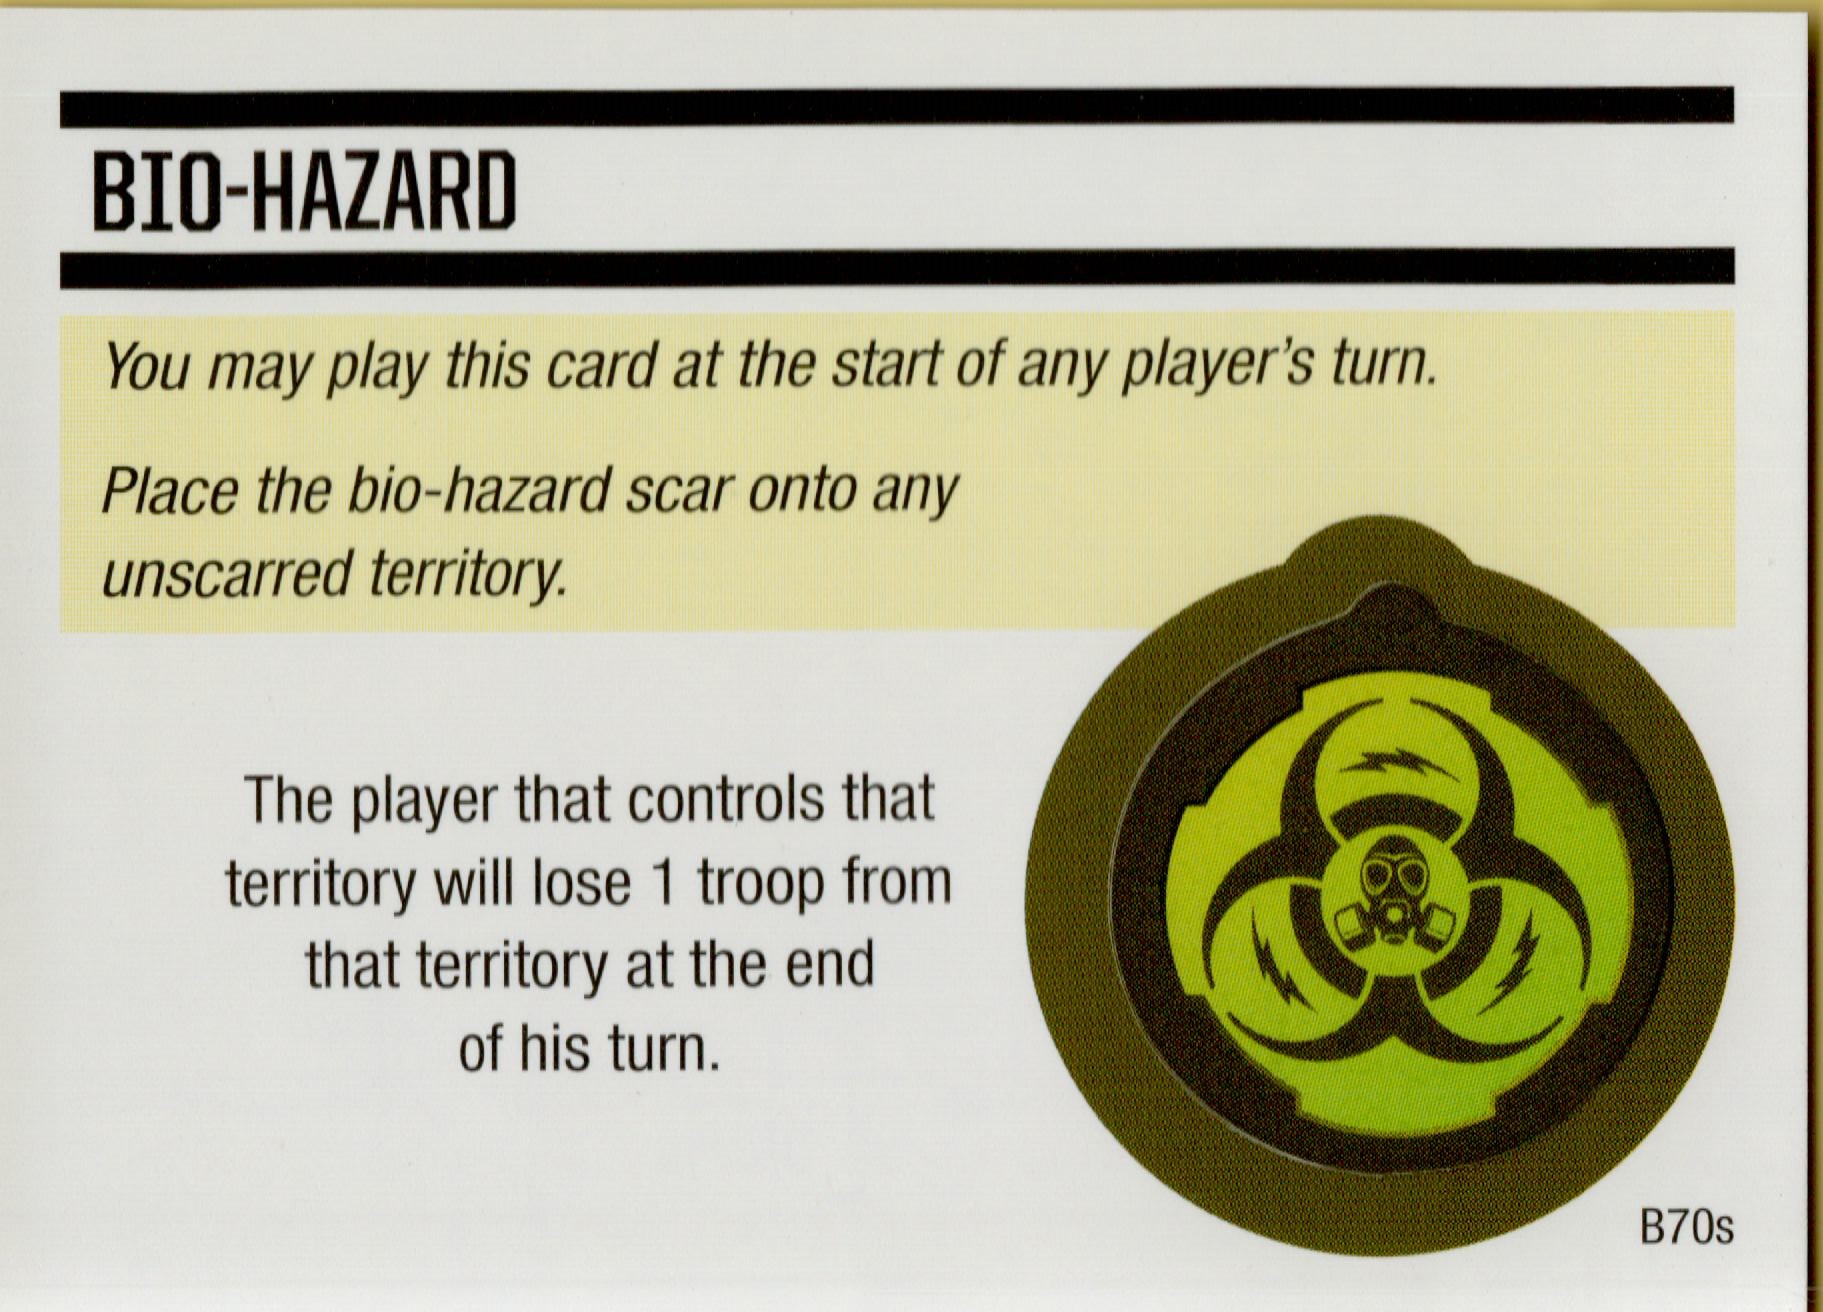 BIO-HAZARD
You may play this card at the start of any player's turn.
Place the bio-hazard scar onto any
unscarred territory.
The player that controls that
territory will lose 1 troop from
that territory at the end
of his turn.
B70s